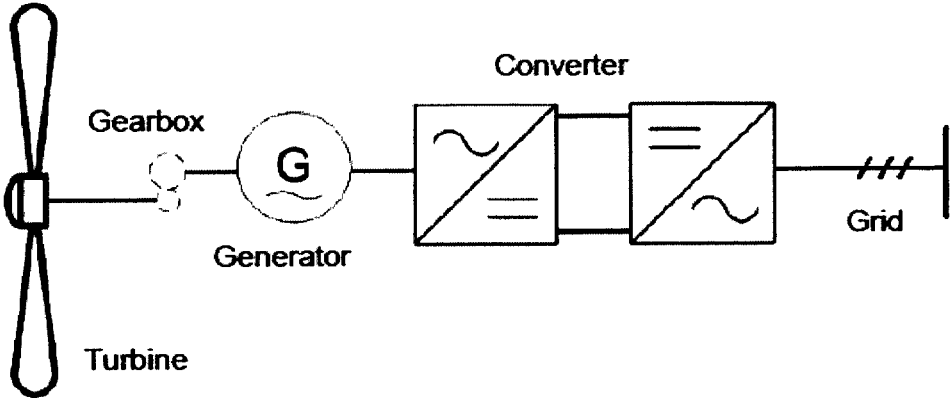 Converter
Gearbox
G
Generator
Grid
Turbine